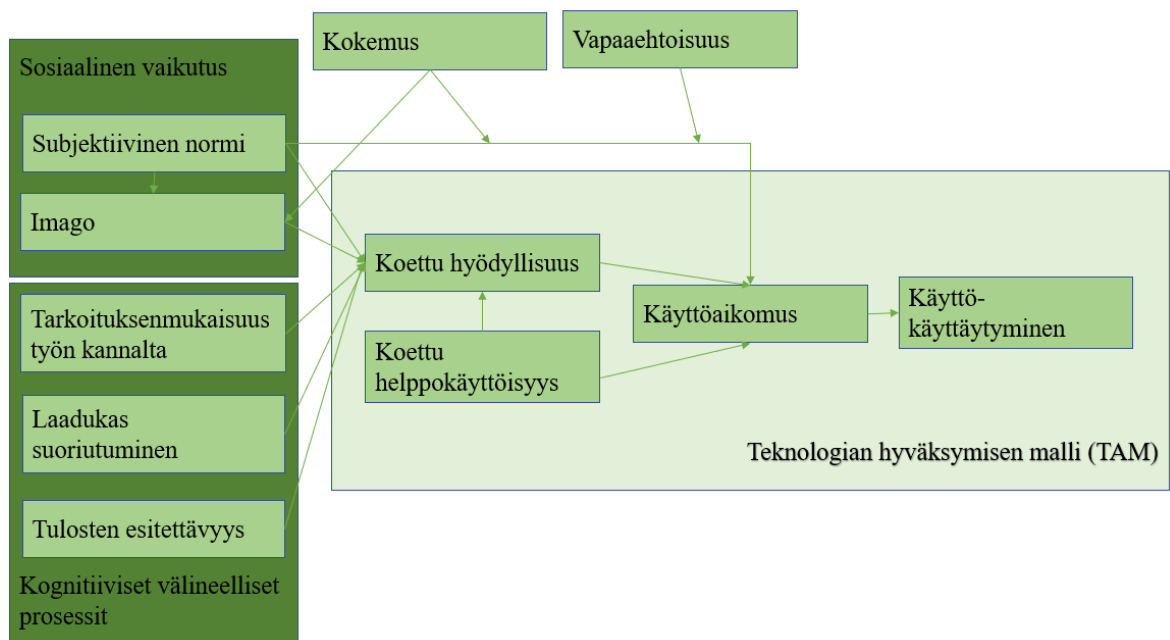 Kokemus
Vapaaehtoisuus
Sosiaalinen vaikutus
Subjektiivinen normi
Imago
Koettu hyödyllisuus
Käyttöaikomus
Käyttö-
käyttäytyminen
Tarkoituksenmukaisuus
työn kannalta
Koettu
helppokäyttöisyys
Laadukas
suoriutuminen
Teknologian hyväksymisen malli (TAM)
Tulosten esitettävyys
Kognitiiviset välineelliset
prosessit